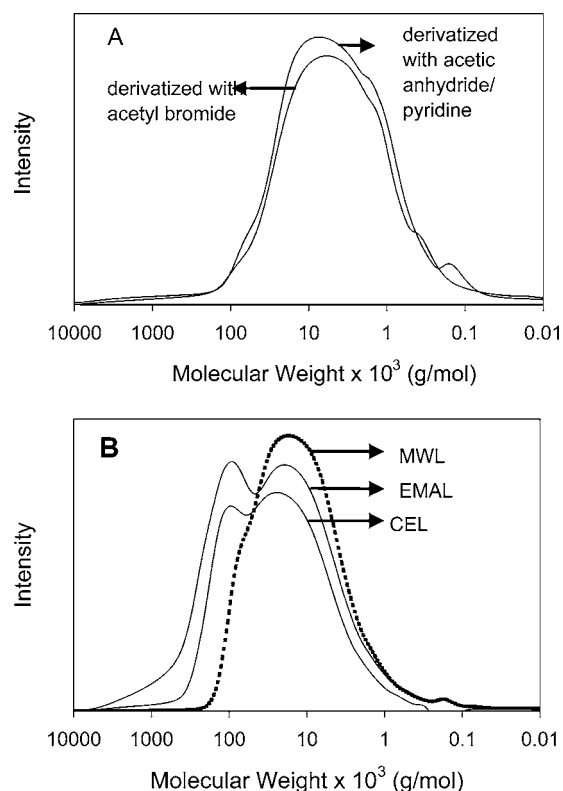 A
derivatized
with acetic
anhydride/
pyridine
derivatized with
acetyl bromide
Intensity
10000 1000 100 10 1 0.1 0.01
Molecular Weight x 10³ (g/mol)
B
MWL
EMAL
CEL
Intensity
10000 1000 100 10 1 0.1 0.01
Molecular Weight x 10³ (g/mol)